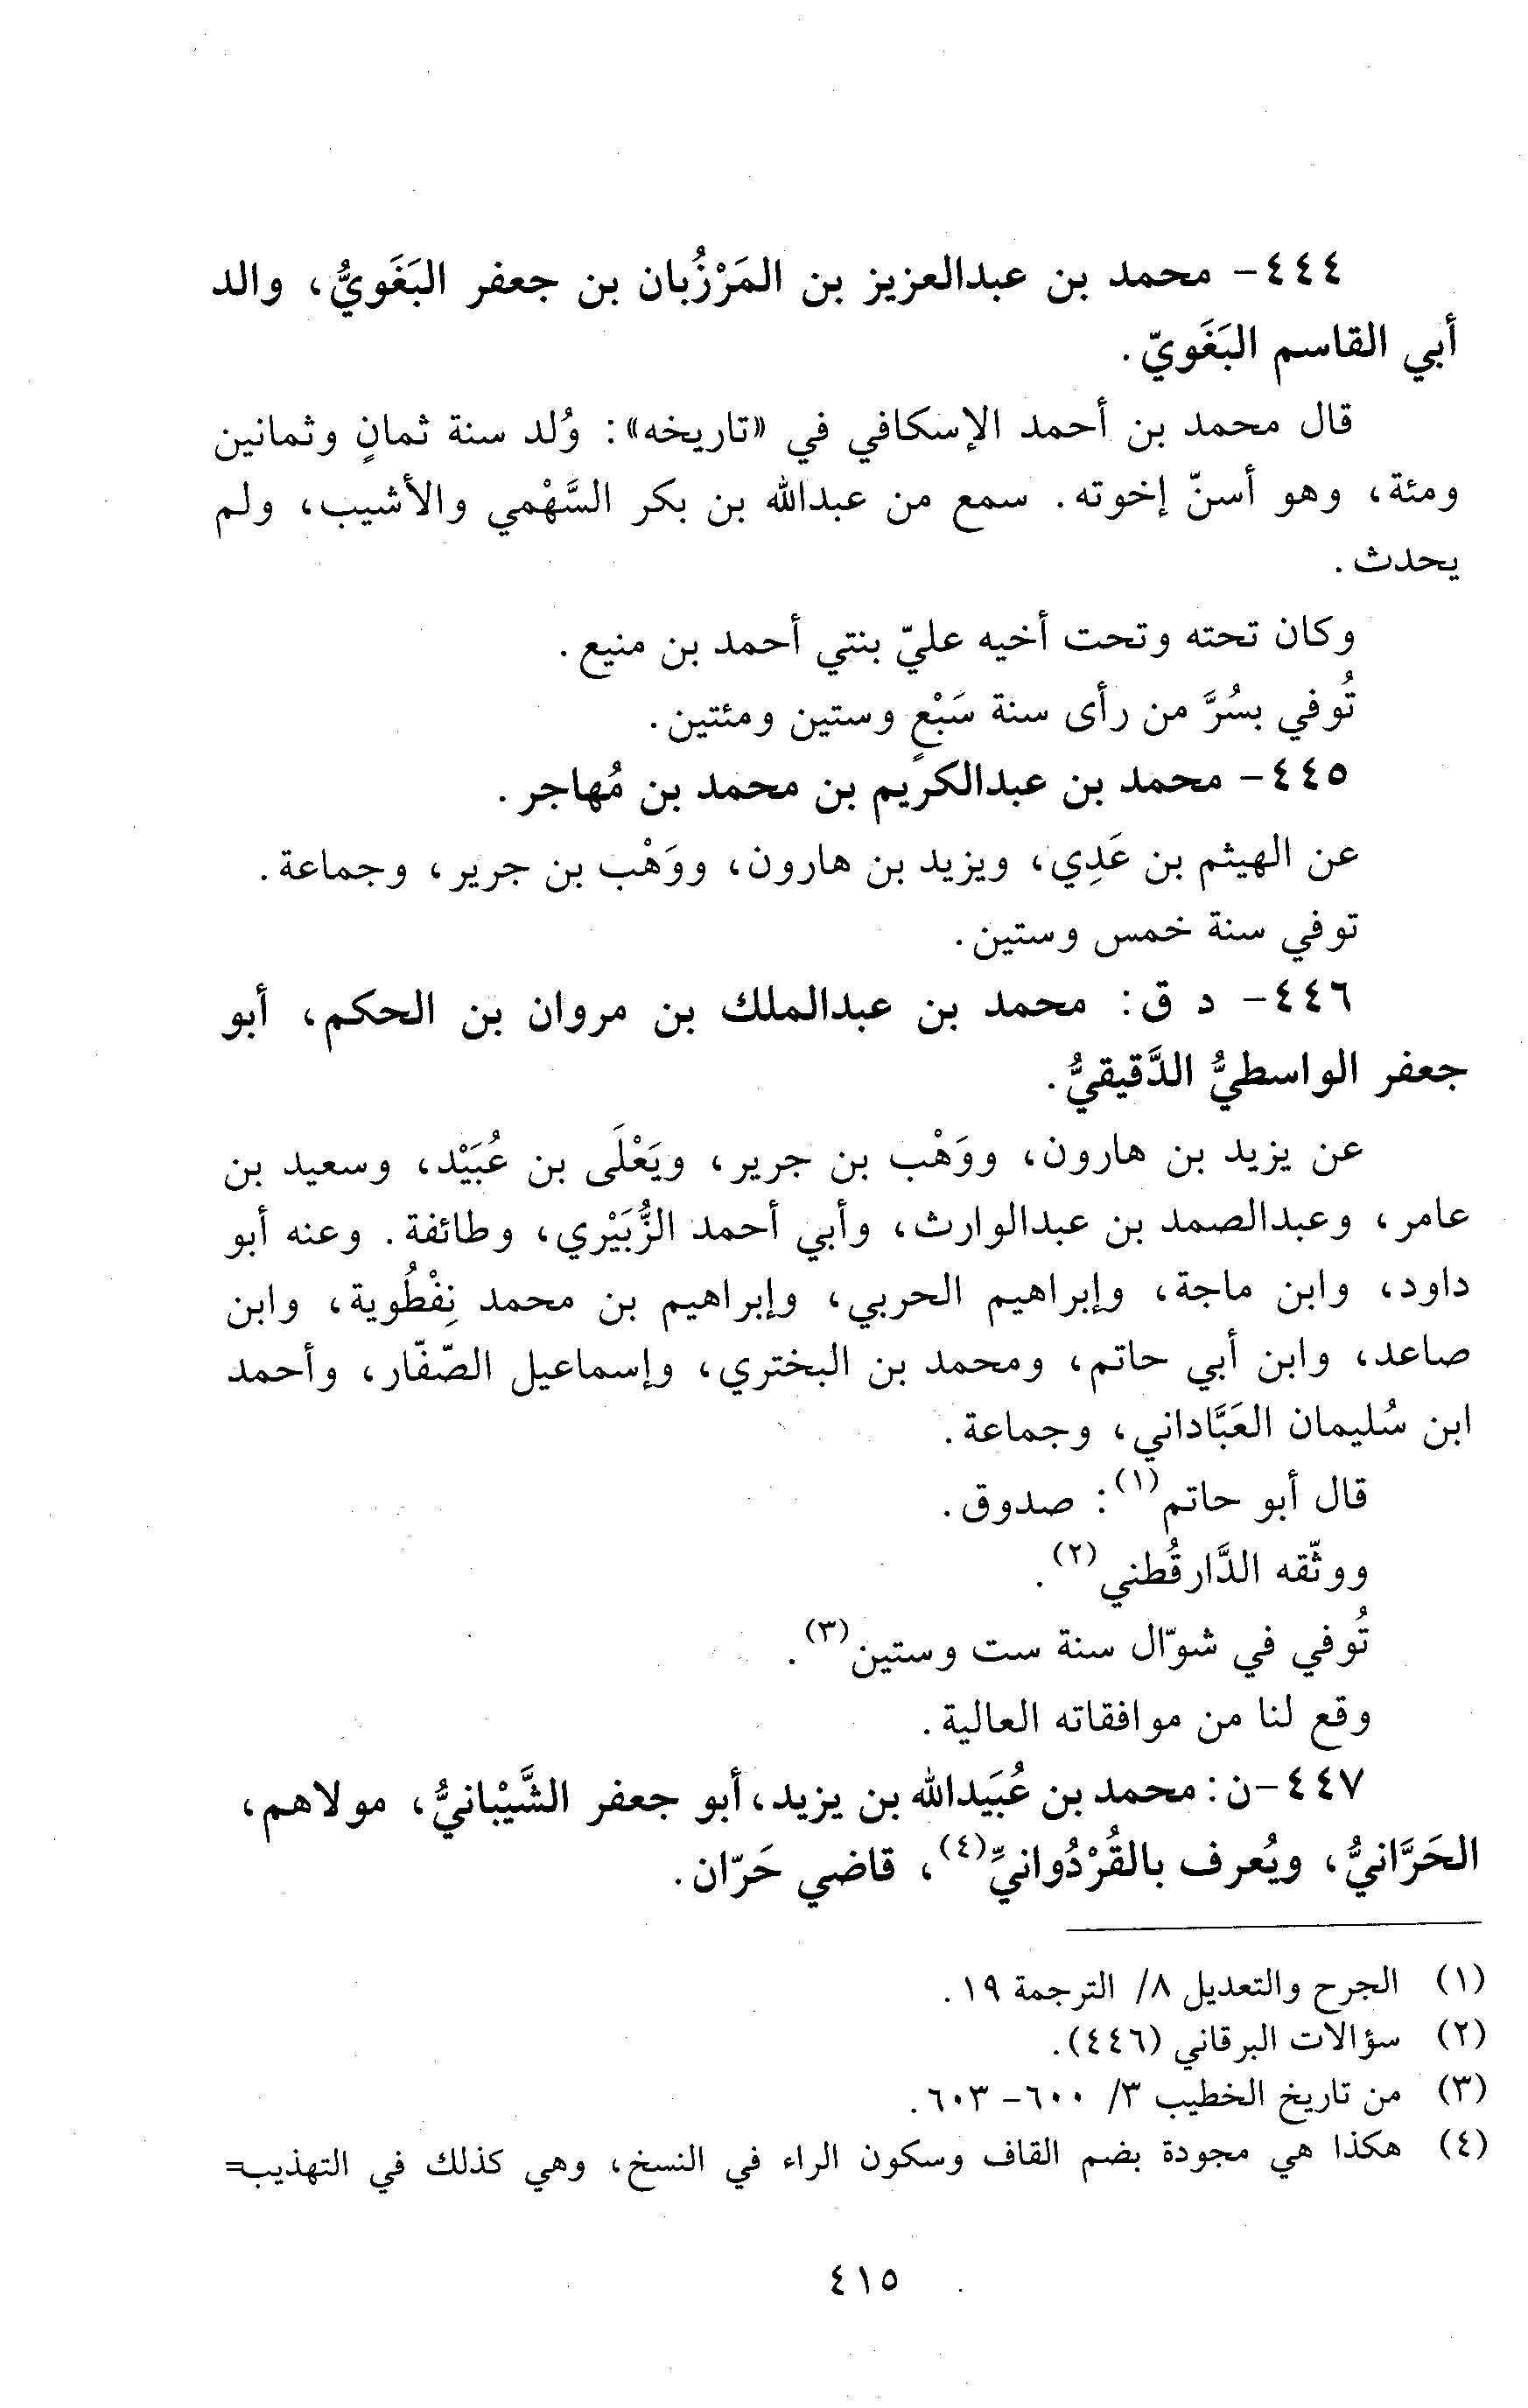 ٤٤٤- محمد بن عبدالعزيز بن المَرْزُبان بن جعفر البَغَويُّ، والد
أبي القاسم البَغَويّ.
قال محمد بن أحمد الإسكافي في «تاريخه»: وُلد سنة ثمانٍ وثمانين
ومئة، وهو أسنّ إخوته. سمع من عبدالله بن بكر السَّهْمي والأشيب، ولم
يحدث.
وكان تحته وتحت أخيه عليّ بنتي أحمد بن منيع.
تُوفي بسُرَّ من رأى سنة سَبْعٍ وستين ومئتين.
٤٤٥- محمد بن عبدالكريم بن محمد بن مُهاجر.
عن الهيثم بن عَدِي، ويزيد بن هارون، ووَهْب بن جرير، وجماعة.
توفي سنة خمس وستين.
٤٤٦- د ق: محمد بن عبدالملك بن مروان بن الحكم، أبو
جعفر الواسطيُّ الدَّقيقيُّ.
عن يزيد بن هارون، ووَهْب بن جرير، ويَعْلَى بن عُبَيْد، وسعيد بن
عامر، وعبدالصمد بن عبدالوارث، وأبي أحمد الزُّبَيْري، وطائفة. وعنه أبو
داود، وابن ماجة، وإبراهيم الحربي، وإبراهيم بن محمد نِفْطُوية، وابن
صاعد، وابن أبي حاتم، ومحمد بن البختري، وإسماعيل الصّفّار، وأحمد
ابن سُليمان العَبَّاداني، وجماعة.
قال أبو حاتم(١): صدوق.
ووثّقه الدَّارقُطني(٢).
تُوفي في شوّال سنة ست وستين(٣).
وقع لنا من موافقاته العالية.
٤٤٧-ن: محمد بن عُبَيدالله بن يزيد، أبو جعفر الشَّيْبانيُّ، مولاهم،
الحَرَّانيُّ، ويُعرف بالقُرْدُوانيِّ(٤)، قاضي حَرّان.
(١) الجرح والتعديل ٨/ الترجمة ١٩.
(٢) سؤالات البرقاني (٤٤٦).
(٣) من تاريخ الخطيب ٣/ ٦٠٠- ٦٠٣.
(٤) هكذا هي مجودة بضم القاف وسكون الراء في النسخ، وهي كذلك في التهذيب=
٤١٥